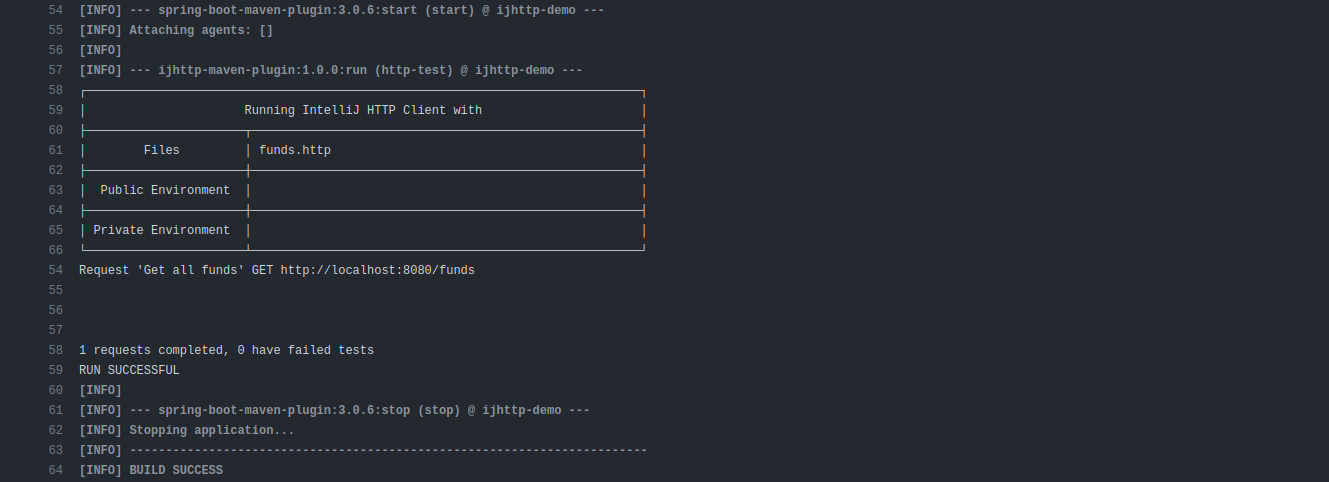 54 [INFO] --- spring-boot-maven-plugin:3.0.6:start (start) @ ijhttp-demo ---
55 [INFO] Attaching agents: []
56 [INFO]
57 [INFO] --- ijhttp-maven-plugin:1.0.0:run (http-test) @ ijhttp-demo ---
58
59 Running IntelliJ HTTP Client with
60
61 Files funds.http
62
63 Public Environment
64
65 Private Environment
66
54 Request 'Get all funds' GET http://localhost:8080/funds
55
56
57
58 1 requests completed, 0 have failed tests
59 RUN SUCCESSFUL
60 [INFO]
61 [INFO] --- spring-boot-maven-plugin:3.0.6:stop (stop) @ ijhttp-demo ---
62 [INFO] Stopping application...
63 [INFO] ------------------------------------------------------------------------
64 [INFO] BUILD SUCCESS